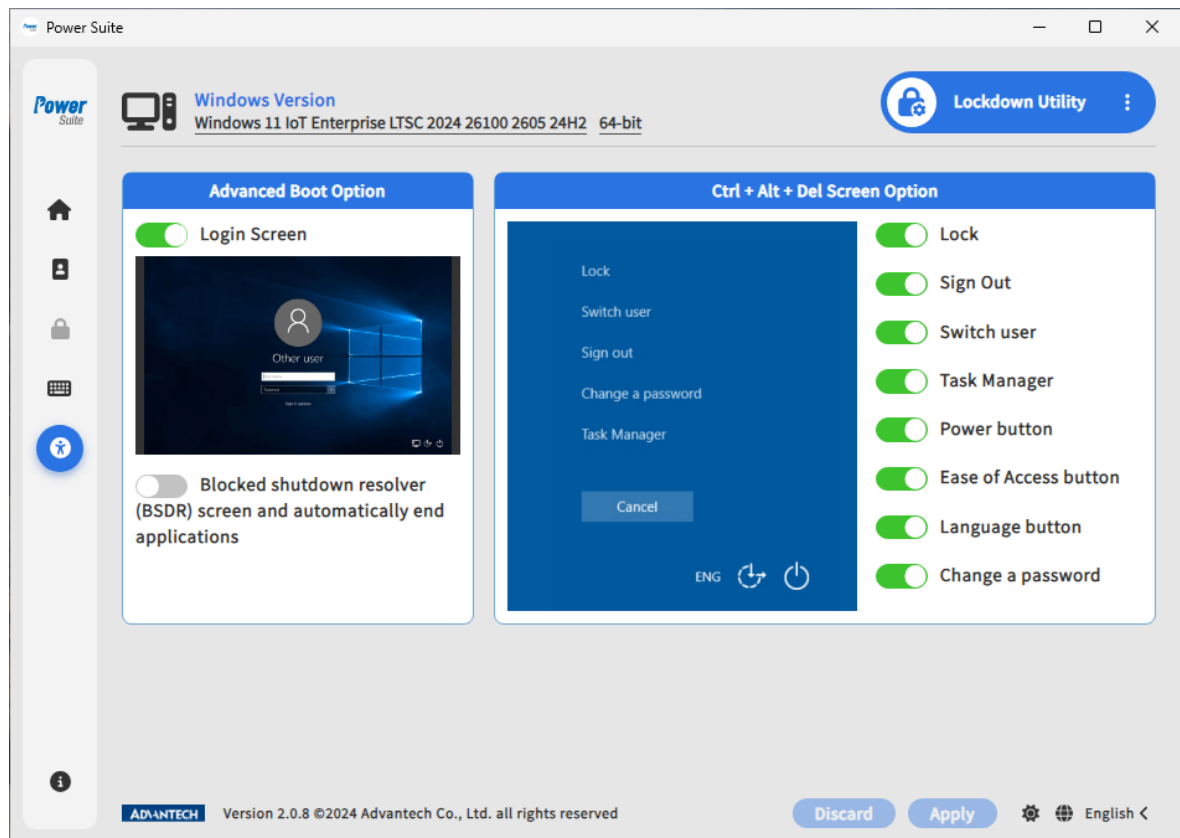 Power Suite
Power
Suite
Windows Version
Windows 11 IoT Enterprise LTSC 2024 26100 2605 24H2 64-bit
Lockdown Utility
Advanced Boot Option
Login Screen
Other user
Blocked shutdown resolver
(BSDR) screen and automatically end
applications
Ctrl + Alt + Del Screen Option
Lock
Switch user
Sign out
Change a password
Task Manager
Cancel
ENG
Lock
Sign Out
Switch user
Task Manager
Power button
Ease of Access button
Language button
Change a password
ADVANTECH
Version 2.0.8 ©2024 Advantech Co., Ltd. all rights reserved
Discard
Apply
English